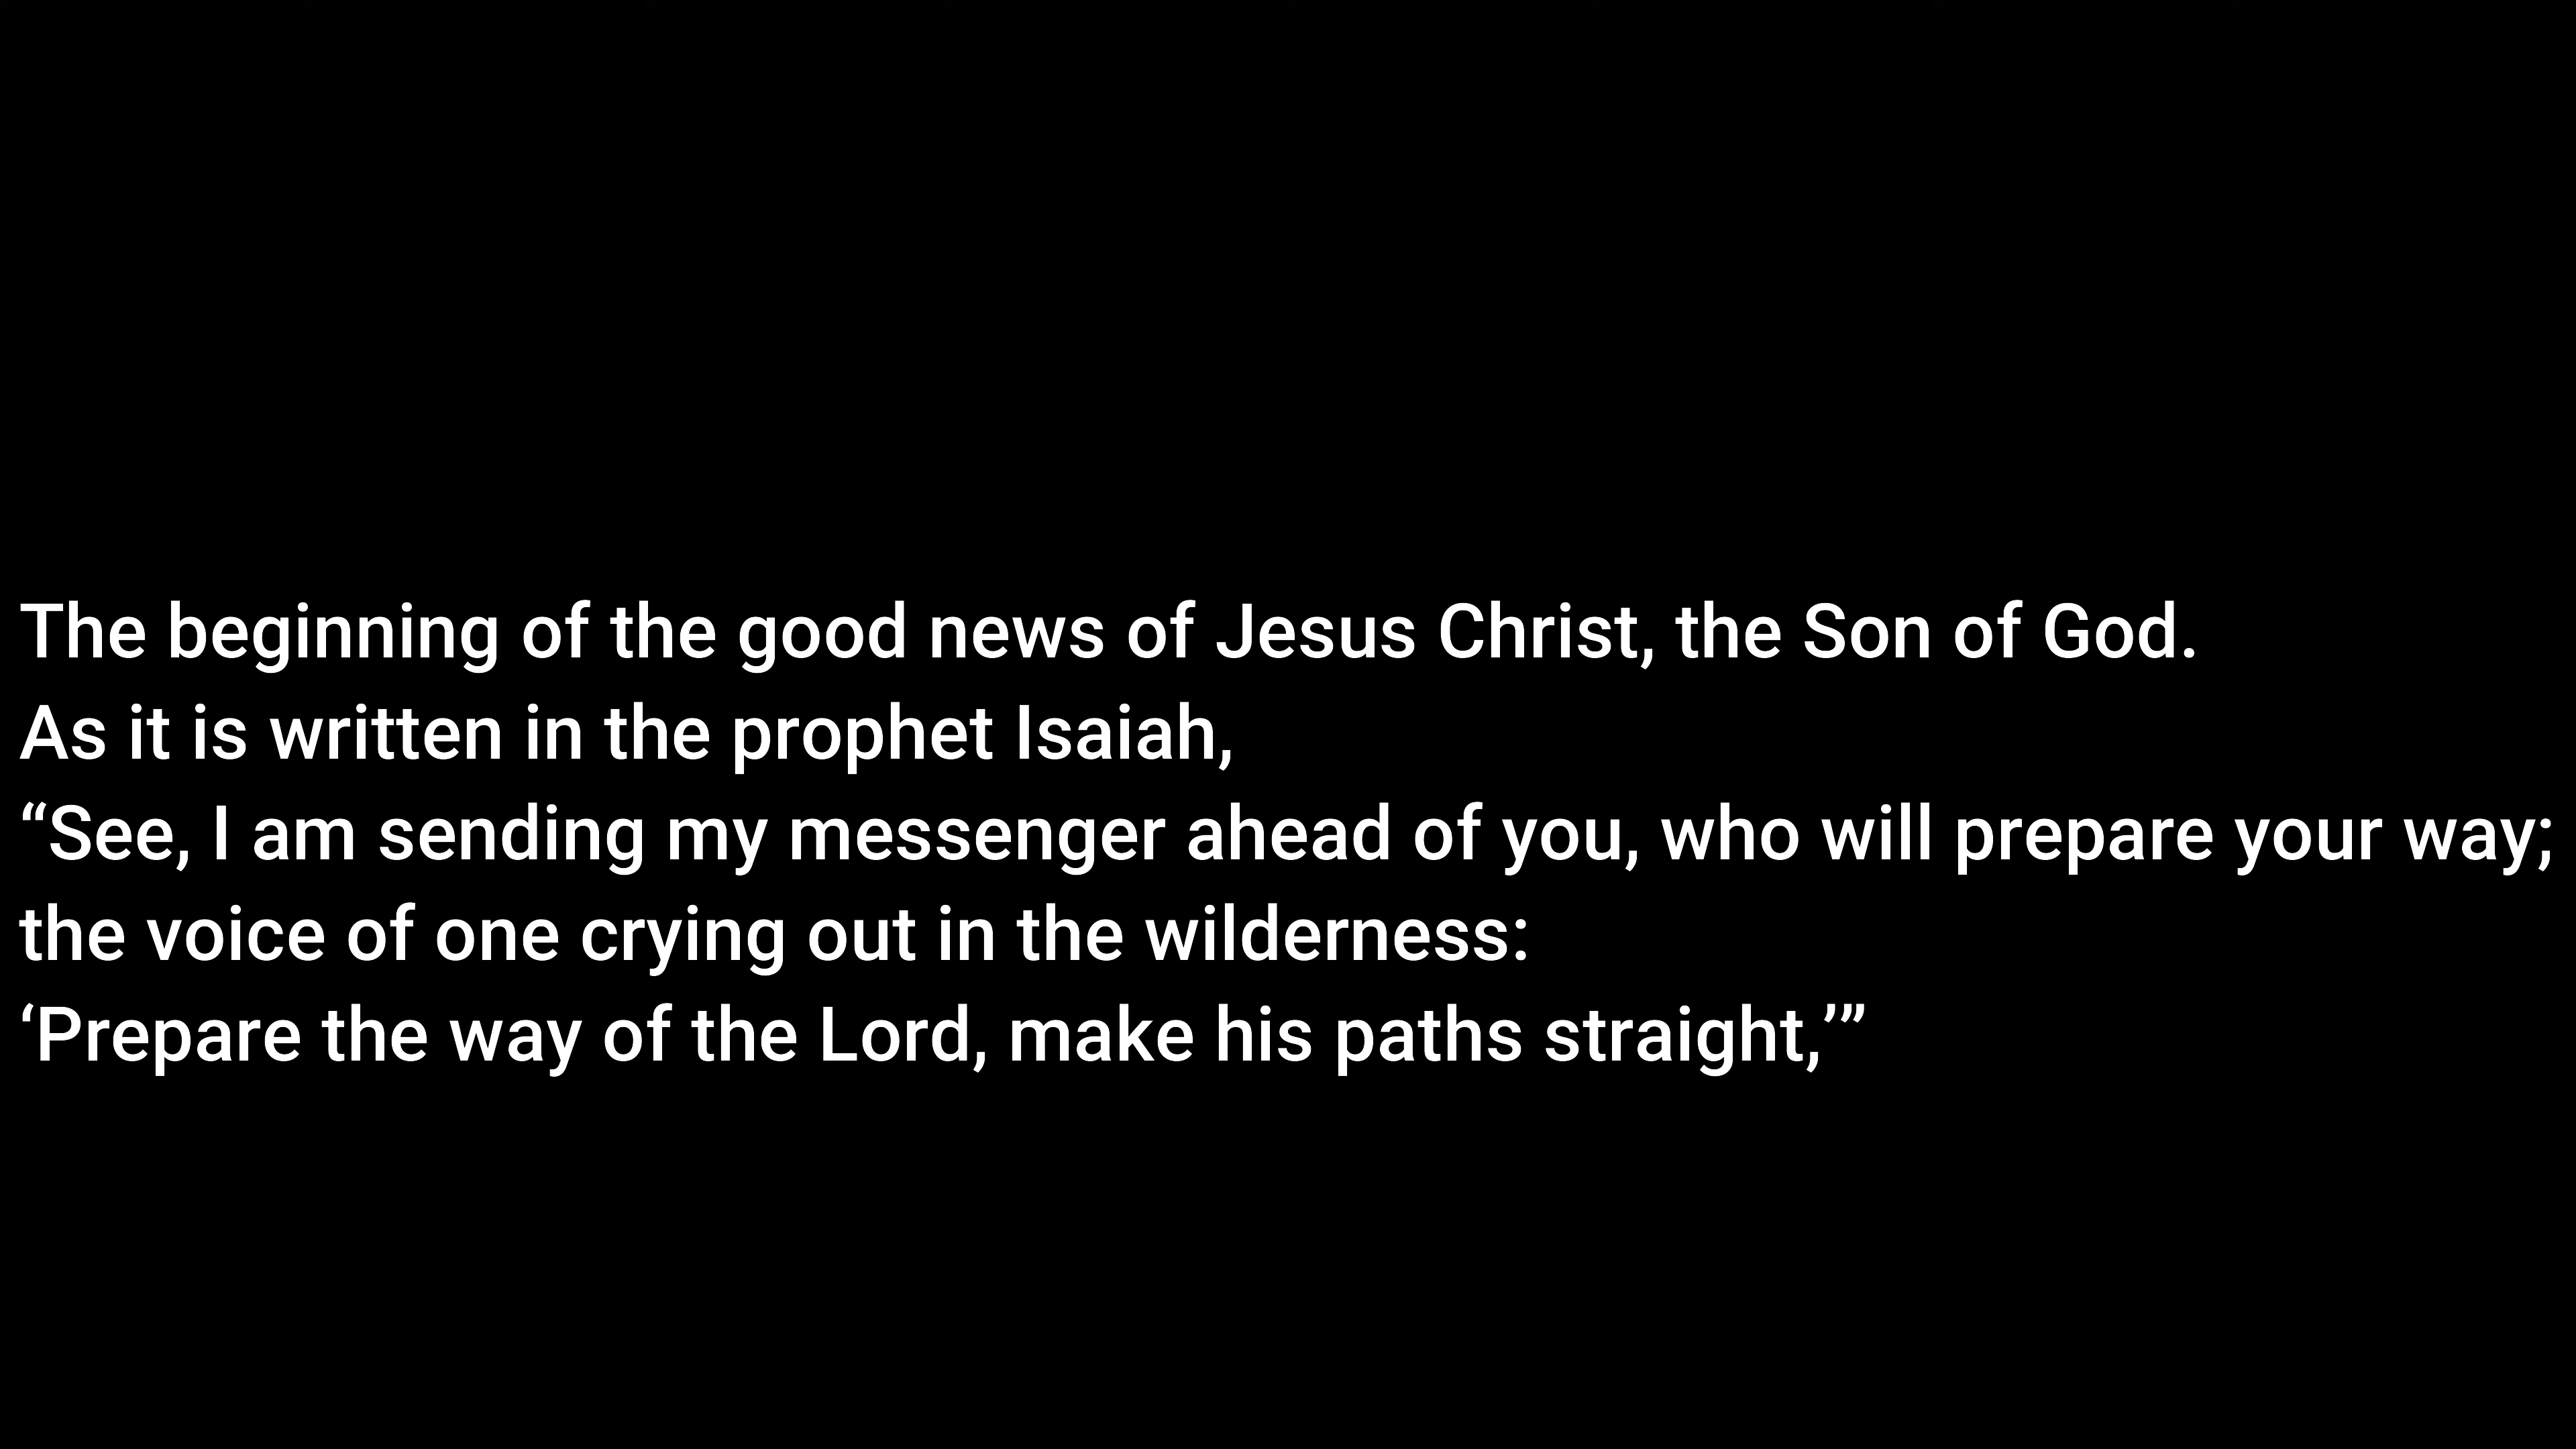 The beginning of the good news of Jesus Christ, the Son of God.
As it is written in the prophet Isaiah,
“See, I am sending my messenger ahead of you, who will prepare your way;
the voice of one crying out in the wilderness:
‘Prepare the way of the Lord, make his paths straight,’”